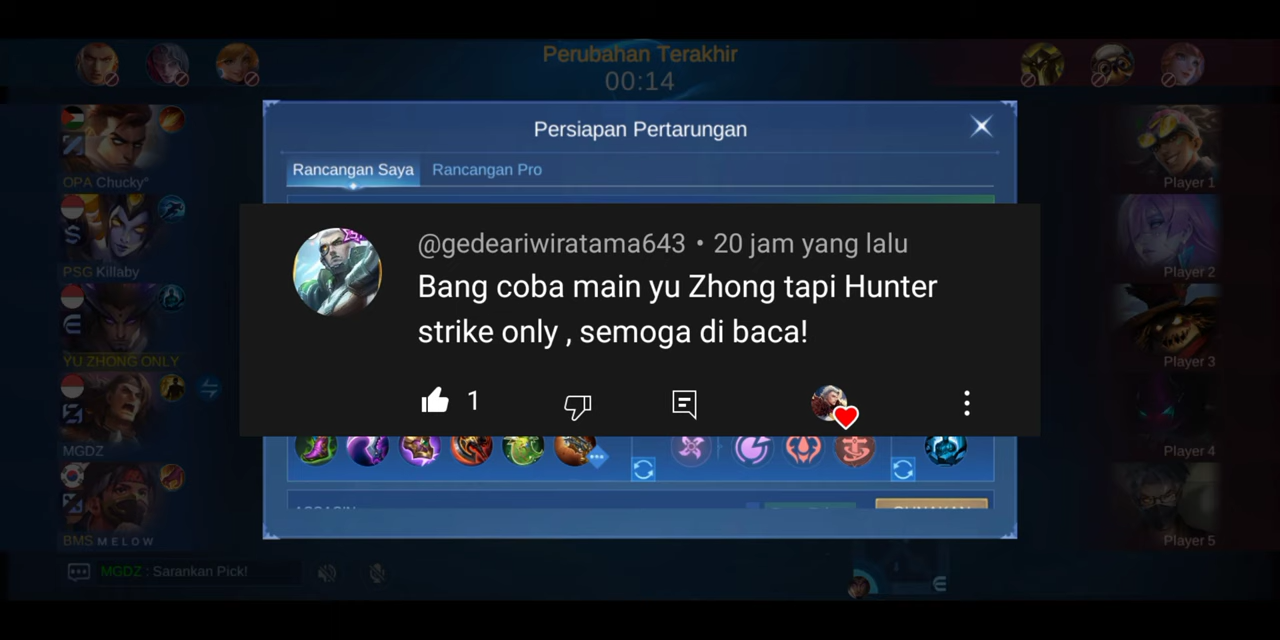 Perubahan Terakhir
00:14
Persiapan Pertarungan
Rancangan Saya
Rancangan Pro
@gedeariwiratama643 • 20 jam yang lalu
Bang coba main yu Zhong tapi Hunter
strike only , semoga di baca!
1
OPA Chucky*
PSG Killaby
YU ZHONG ONLY
MGDZ
BMS M E L O W
Player 1
Player 2
Player 3
Player 4
Player 5
MGDZ : Sarankan Pick!